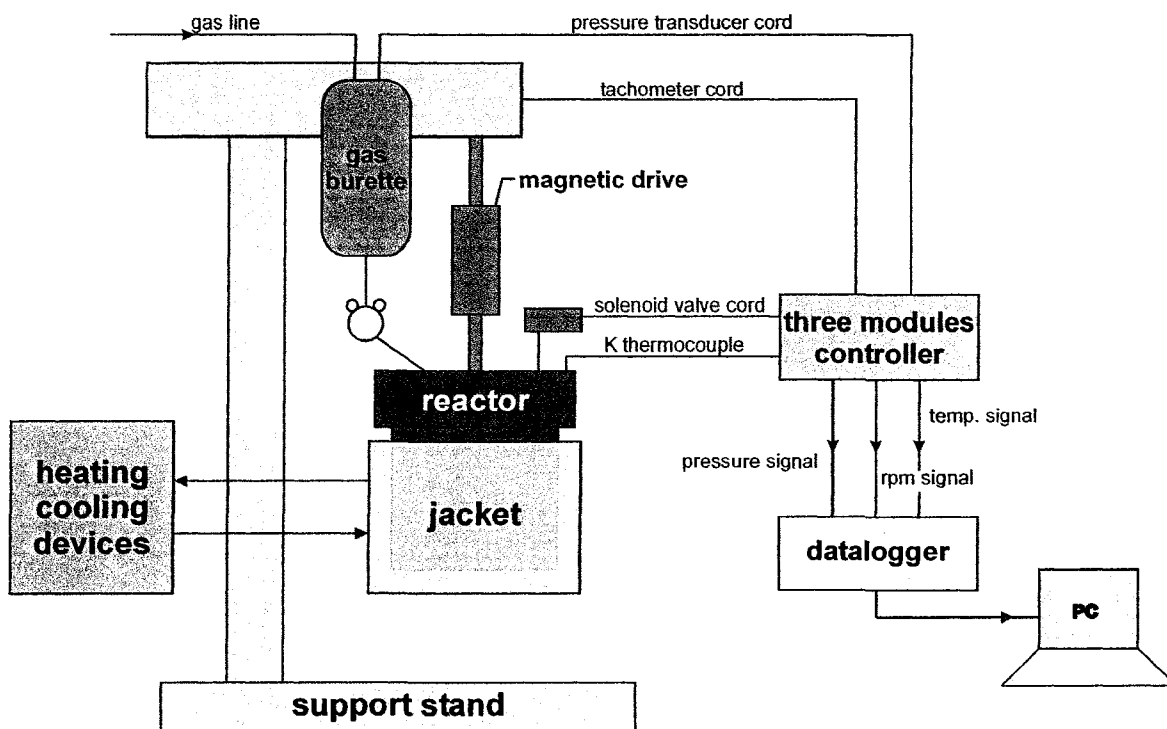 gas line
pressure transducer cord
tachometer cord
gas
burette
magnetic drive
solenoid valve cord
three modules
controller
K thermocouple
reactor
temp. signal
pressure signal
rpm signal
heating
cooling
devices
jacket
datalogger
PC
support stand